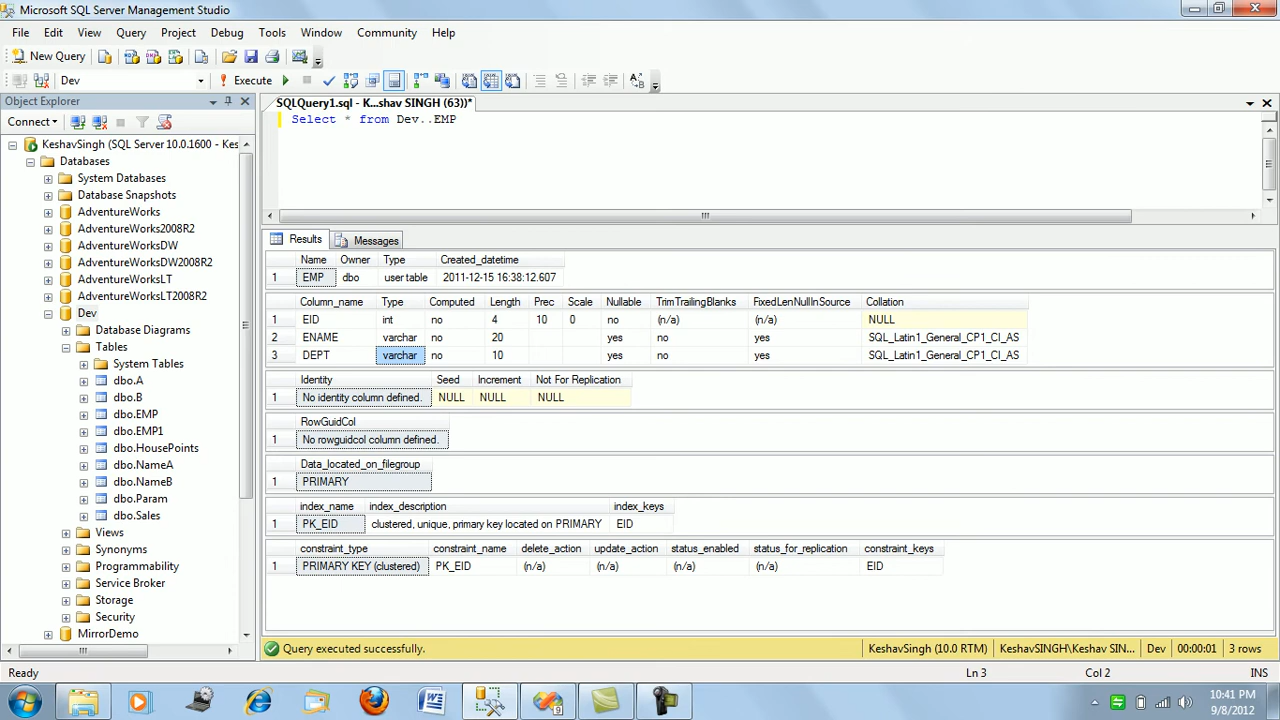 Microsoft SQL Server Management Studio
File Edit View Query Project Debug Tools Window Community Help
New Query
Dev Execute
Object Explorer
Connect
KeshavSingh (SQL Server 10.0.1600 - Kes
Databases
System Databases
Database Snapshots
AdventureWorks
AdventureWorks2008R2
AdventureWorksDW
AdventureWorksDW2008R2
AdventureWorksLT
AdventureWorksLT2008R2
Dev
Database Diagrams
Tables
System Tables
dbo.A
dbo.B
dbo.EMP
dbo.EMP1
dbo.HousePoints
dbo.NameA
dbo.NameB
dbo.Param
dbo.Sales
Views
Synonyms
Programmability
Service Broker
Storage
Security
MirrorDemo
SQLQuery1.sql - K...shav SINGH (63))*
Select * from Dev..EMP
Results Messages
Name Owner Type Created_datetime
1 EMP dbo user table 2011-12-15 16:38:12.607
Column_name Type Computed Length Prec Scale Nullable TrimTrailingBlanks FixedLenNullInSource Collation
1 EID int no 4 10 0 no (n/a) (n/a) NULL
2 ENAME varchar no 20 yes no yes SQL_Latin1_General_CP1_CI_AS
3 DEPT varchar no 10 yes no yes SQL_Latin1_General_CP1_CI_AS
Identity Seed Increment Not For Replication
1 No identity column defined. NULL NULL NULL
RowGuidCol
1 No rowguidcol column defined.
Data_located_on_filegroup
1 PRIMARY
index_name index_description index_keys
1 PK_EID clustered, unique, primary key located on PRIMARY EID
constraint_type constraint_name delete_action update_action status_enabled status_for_replication constraint_keys
1 PRIMARY KEY (clustered) PK_EID (n/a) (n/a) (n/a) (n/a) EID
Query executed successfully. KeshavSingh (10.0 RTM) KeshavSINGH\Keshav SIN... Dev 00:00:01 3 rows
Ready Ln 3 Col 2 INS
10:41 PM
9/8/2012